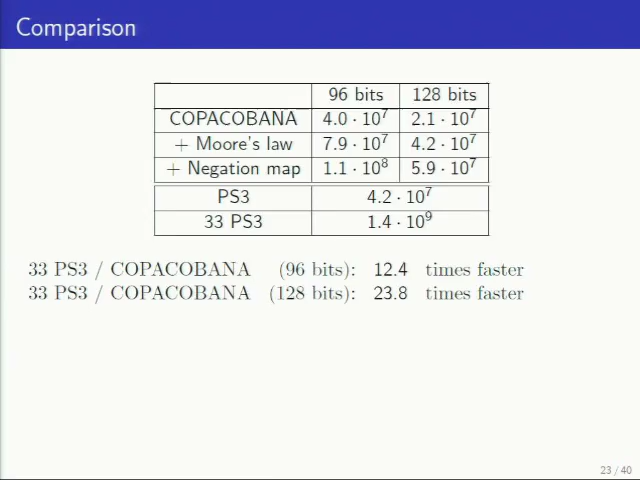 Comparison
96 bits 128 bits
COPACOBANA 4.0 · 10⁷ 2.1 · 10⁷
+ Moore's law 7.9 · 10⁷ 4.2 · 10⁷
+ Negation map 1.1 · 10⁸ 5.9 · 10⁷
PS3 4.2 · 10⁷
33 PS3 1.4 · 10⁹
33 PS3 / COPACOBANA (96 bits): 12.4 times faster
33 PS3 / COPACOBANA (128 bits): 23.8 times faster
23 / 40